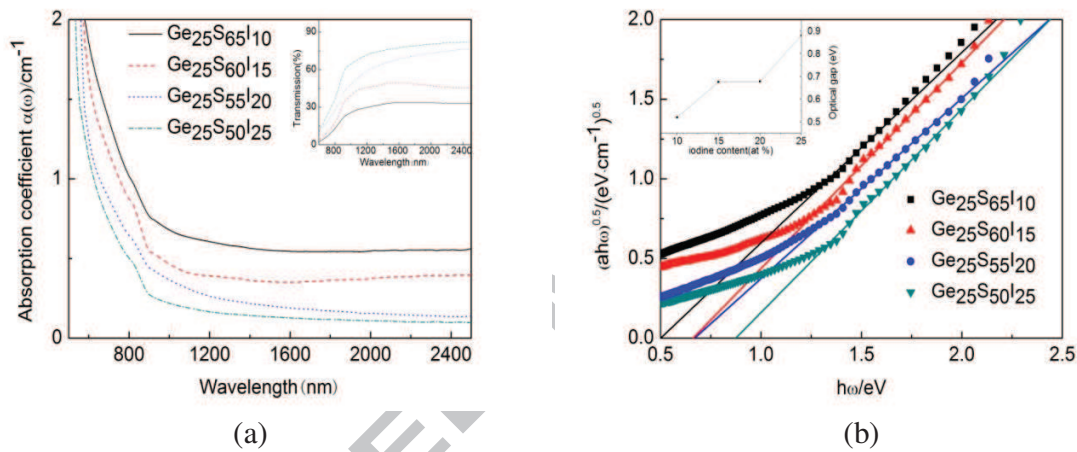 2
1
0
Absorption coefficient α(ω)/cm⁻¹
Ge25S65I10
Ge25S60I15
Ge25S55I20
Ge25S50I25
90
60
30
0
Transmission(%)
800 1200 1600 2000 2400
Wavelength(nm)
800 1200 1600 2000 2400
Wavelength(nm)
(a)
2.0
1.5
1.0
0.5
0.0
(ahω)^0.5/(eV·cm⁻¹)^0.5
0.9
0.8
0.7
0.6
0.5
Optical gap (eV)
10 15 20 25
iodine content(at %)
Ge25S65I10
Ge25S60I15
Ge25S55I20
Ge25S50I25
0.5 1.0 1.5 2.0 2.5
hω/eV
(b)